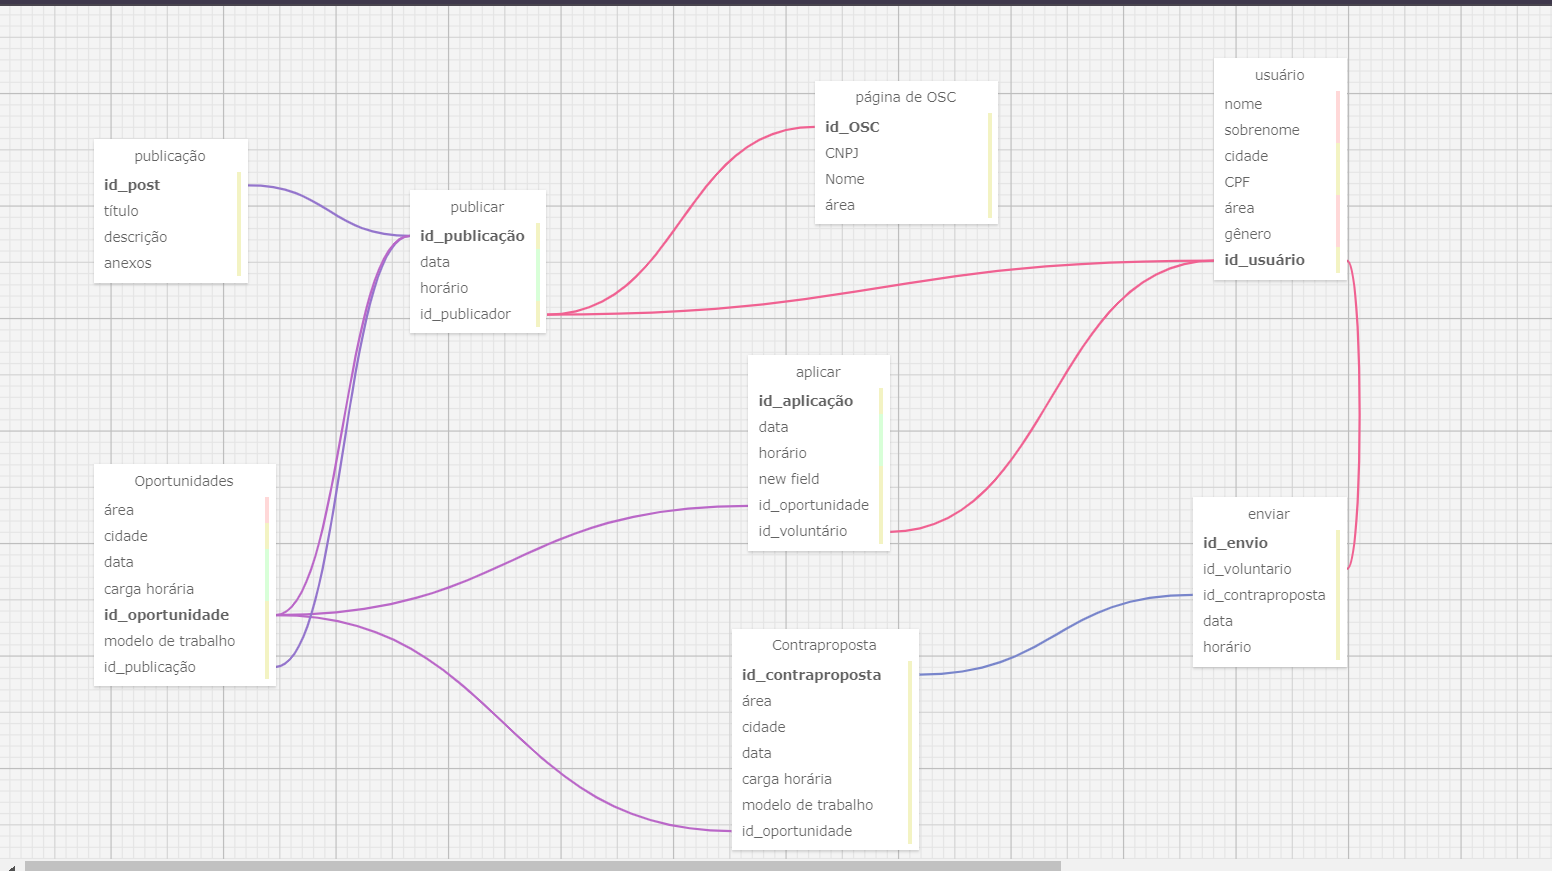 publicação
id_post
título
descrição
anexos
publicar
id_publicação
data
horário
id_publicador
página de OSC
id_OSC
CNPJ
Nome
área
usuário
nome
sobrenome
cidade
CPF
área
gênero
id_usuário
aplicar
id_aplicação
data
horário
new field
id_oportunidade
id_voluntário
Oportunidades
área
cidade
data
carga horária
id_oportunidade
modelo de trabalho
id_publicação
enviar
id_envio
id_voluntario
id_contraproposta
data
horário
Contraproposta
id_contraproposta
área
cidade
data
carga horária
modelo de trabalho
id_oportunidade